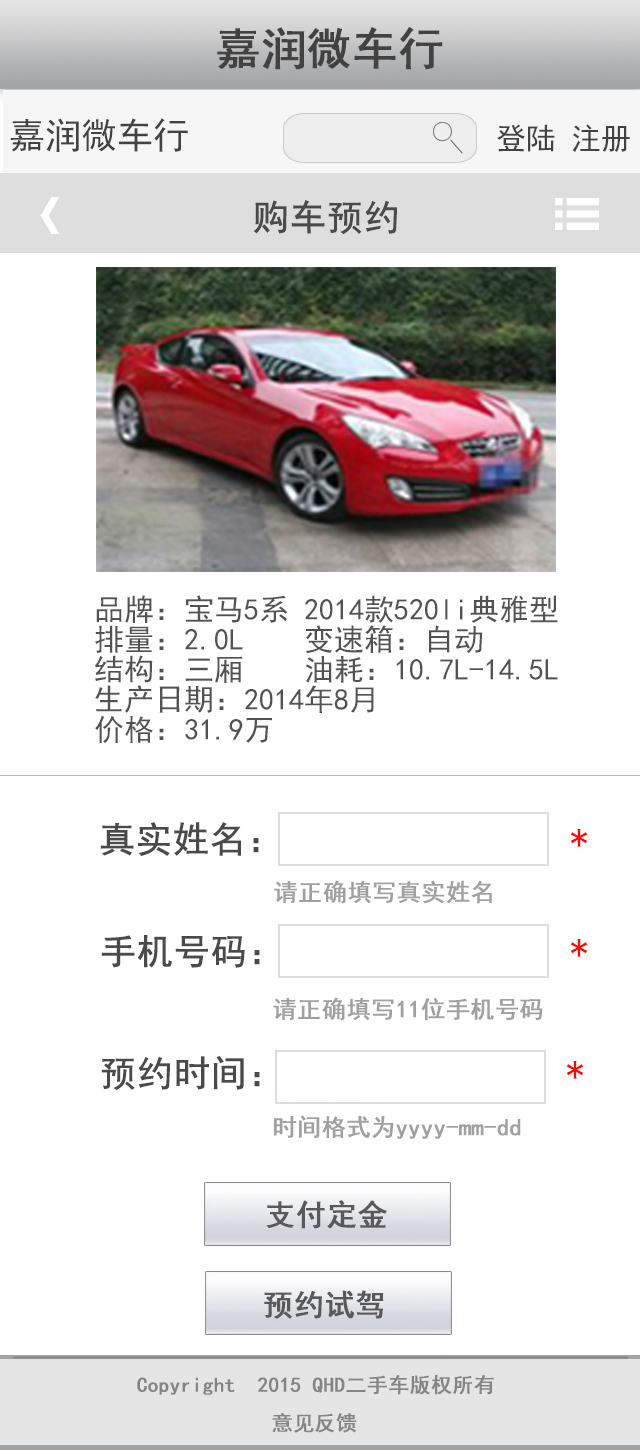 嘉润微车行
嘉润微车行 登陆 注册
购车预约
品牌：宝马5系 2014款520li典雅型
排量：2.0L 变速箱：自动
结构：三厢 油耗：10.7L-14.5L
生产日期：2014年8月
价格：31.9万
真实姓名： *
请正确填写真实姓名
手机号码： *
请正确填写11位手机号码
预约时间： *
时间格式为yyyy-mm-dd
支付定金
预约试驾
Copyright 2015 QHD二手车版权所有
意见反馈